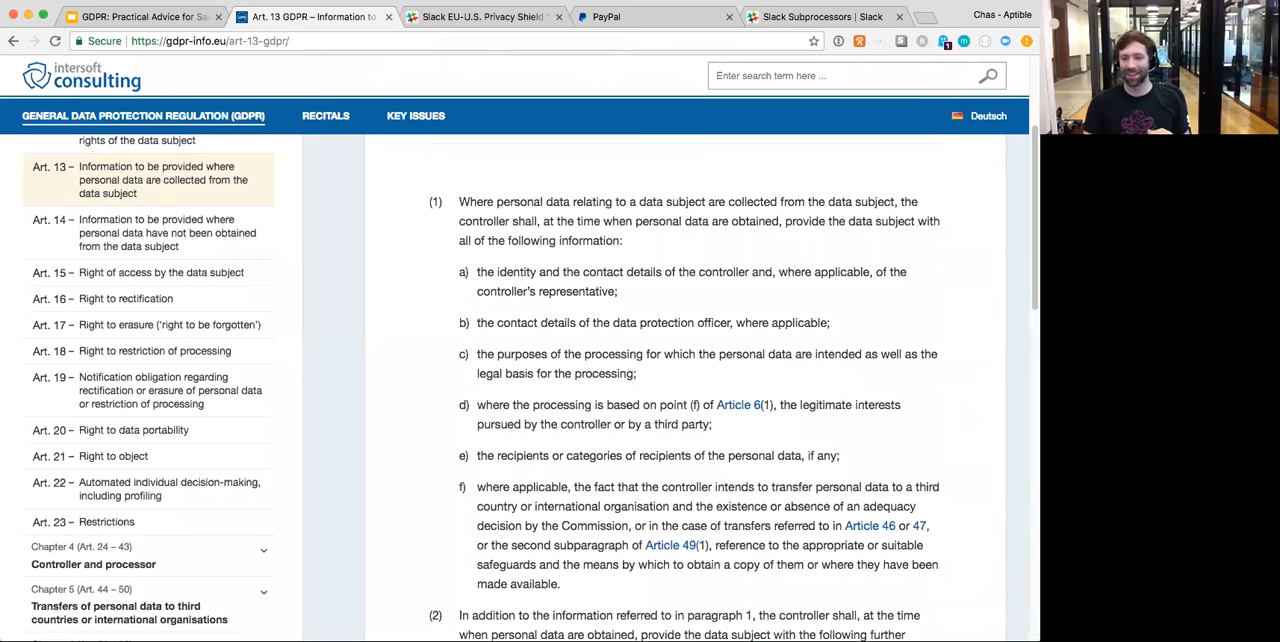 GDPR: Practical Advice for Sa
Art. 13 GDPR – Information to
Slack EU-U.S. Privacy Shield
PayPal
Slack Subprocessors | Slack
Chas - Aptible
Secure
https://gdpr-info.eu/art-13-gdpr/
intersoft
consulting
Enter search term here ...
GENERAL DATA PROTECTION REGULATION (GDPR)
RECITALS
KEY ISSUES
Deutsch
rights of the data subject
Art. 13 – Information to be provided where
personal data are collected from the
data subject
Art. 14 – Information to be provided where
personal data have not been obtained
from the data subject
Art. 15 – Right of access by the data subject
Art. 16 – Right to rectification
Art. 17 – Right to erasure (‘right to be forgotten’)
Art. 18 – Right to restriction of processing
Art. 19 – Notification obligation regarding
rectification or erasure of personal data
or restriction of processing
Art. 20 – Right to data portability
Art. 21 – Right to object
Art. 22 – Automated individual decision-making,
including profiling
Art. 23 – Restrictions
Chapter 4 (Art. 24 – 43)
Controller and processor
Chapter 5 (Art. 44 – 50)
Transfers of personal data to third
countries or international organisations
(1) Where personal data relating to a data subject are collected from the data subject, the
controller shall, at the time when personal data are obtained, provide the data subject with
all of the following information:
a) the identity and the contact details of the controller and, where applicable, of the
controller’s representative;
b) the contact details of the data protection officer, where applicable;
c) the purposes of the processing for which the personal data are intended as well as the
legal basis for the processing;
d) where the processing is based on point (f) of Article 6(1), the legitimate interests
pursued by the controller or by a third party;
e) the recipients or categories of recipients of the personal data, if any;
f) where applicable, the fact that the controller intends to transfer personal data to a third
country or international organisation and the existence or absence of an adequacy
decision by the Commission, or in the case of transfers referred to in Article 46 or 47,
or the second subparagraph of Article 49(1), reference to the appropriate or suitable
safeguards and the means by which to obtain a copy of them or where they have been
made available.
(2) In addition to the information referred to in paragraph 1, the controller shall, at the time
when personal data are obtained, provide the data subject with the following further